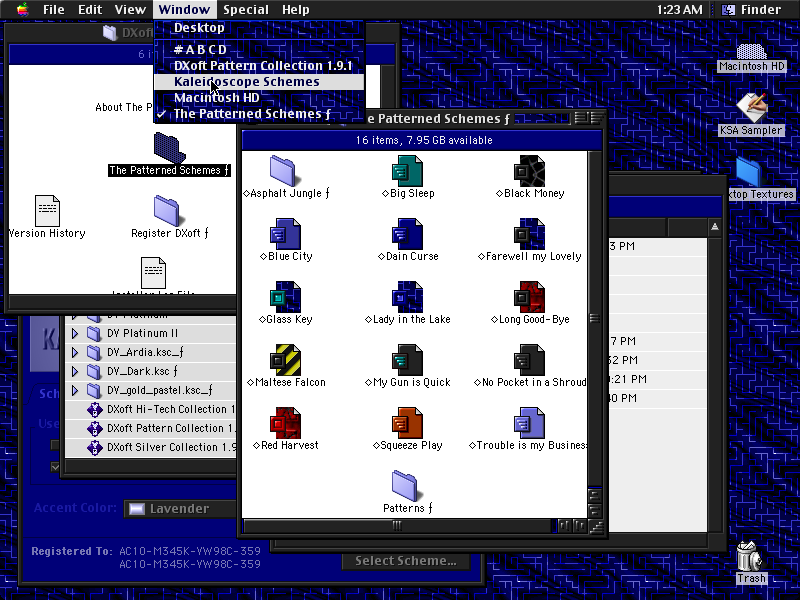 File Edit View Window Special Help 1:23 AM Finder
Desktop
# A B C D
DXoft Pattern Collection 1.9.1
Kaleidoscope Schemes
Macintosh HD
✓ The Patterned Schemes ƒ
DXoft
6 i
About The P
The Patterned Schemes ƒ
Version History
Register DXoft ƒ
Installer Log File
e Patterned Schemes ƒ
16 items, 7.95 GB available
◇Asphalt Jungle ƒ
◇Big Sleep
◇Black Money
◇Blue City
◇Dain Curse
◇Farewell my Lovely
◇Glass Key
◇Lady in the Lake
◇Long Good-Bye
◇Maltese Falcon
◇My Gun is Quick
◇No Pocket in a Shroud
◇Red Harvest
◇Squeeze Play
◇Trouble is my Busines
Patterns ƒ
DV Platinum
DV Platinum II
DV_Ardia.ksc_ƒ
DV_Dark.ksc ƒ
DV_gold_pastel.ksc_ƒ
DXoft Hi-Tech Collection 1
DXoft Pattern Collection 1.
DXoft Silver Collection 1.9
3 PM
7 PM
32 PM
0:21 PM
40 PM
KA
Sch
Use
Accent Color: Lavender
Registered To: AC10-M345K-YW98C-359
AC10-M345K-YW98C-359
Select Scheme...
Macintosh HD
KSA Sampler
ktop Textures
Trash